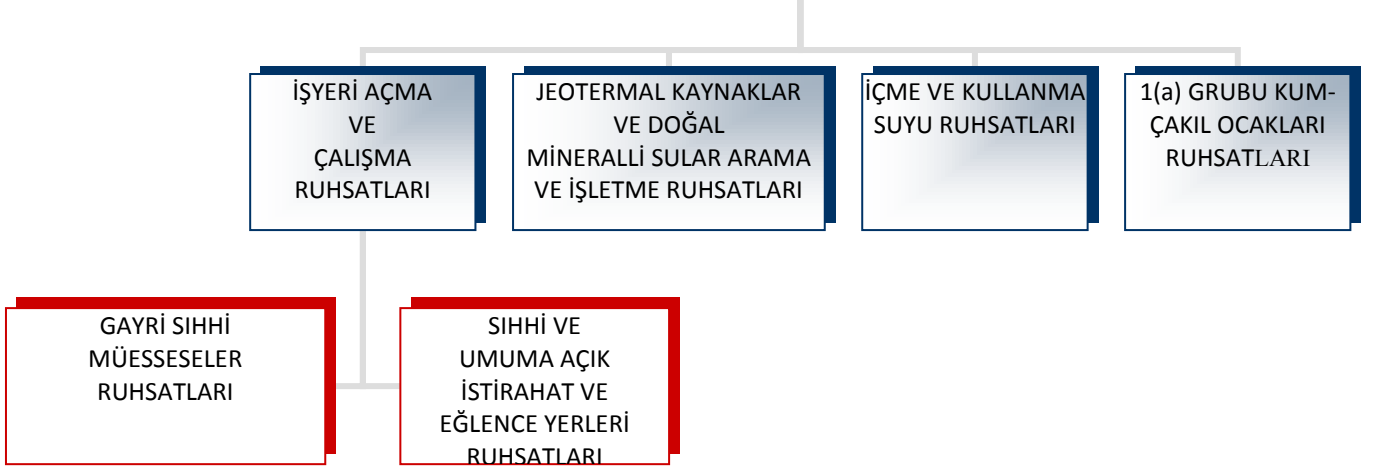 İŞYERİ AÇMA
VE
ÇALIŞMA
RUHSATLARI
JEOTERMAL KAYNAKLAR
VE DOĞAL
MİNERALLİ SULAR ARAMA
VE İŞLETME RUHSATLARI
İÇME VE KULLANMA
SUYU RUHSATLARI
1(a) GRUBU KUM-
ÇAKIL OCAKLARI
RUHSATLARI
GAYRİ SIHHİ
MÜESSESELER
RUHSATLARI
SIHHİ VE
UMUMA AÇIK
İSTİRAHAT VE
EĞLENCE YERLERİ
RUHSATLARI